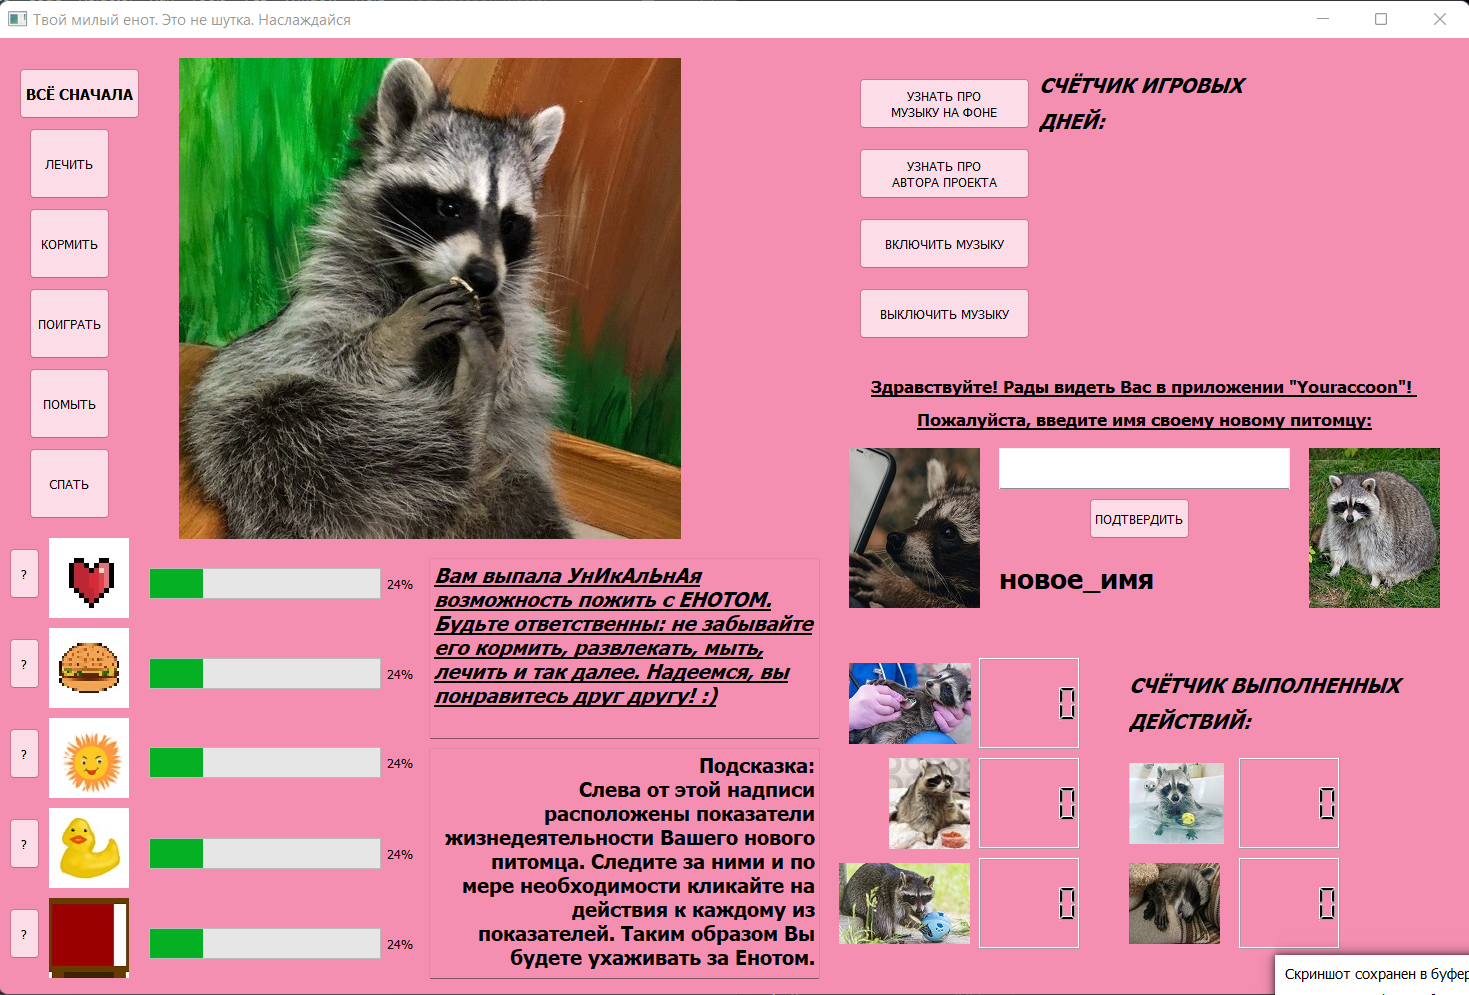 Твой милый енот. Это не шутка. Наслаждайся
ВСЁ СНАЧАЛА
ЛЕЧИТЬ
КОРМИТЬ
ПОИГРАТЬ
ПОМЫТЬ
СПАТЬ
УЗНАТЬ ПРО
МУЗЫКУ НА ФОНЕ
УЗНАТЬ ПРО
АВТОРА ПРОЕКТА
ВКЛЮЧИТЬ МУЗЫКУ
ВЫКЛЮЧИТЬ МУЗЫКУ
СЧЁТЧИК ИГРОВЫХ
ДНЕЙ:
Здравствуйте! Рады видеть Вас в приложении "Youraccoon"!
Пожалуйста, введите имя своему новому питомцу:
ПОДТВЕРДИТЬ
новое_имя
?
24%
?
24%
?
24%
?
24%
?
24%
Вам выпала УнИкАлЬнАя
возможность пожить с ЕНОТОМ.
Будьте ответственны: не забывайте
его кормить, развлекать, мыть,
лечить и так далее. Надеемся, вы
понравитесь друг другу! :)
Подсказка:
Слева от этой надписи
расположены показатели
жизнедеятельности Вашего нового
питомца. Следите за ними и по
мере необходимости кликайте на
действия к каждому из
показателей. Таким образом Вы
будете ухаживать за Енотом.
0
0
0
СЧЁТЧИК ВЫПОЛНЕННЫХ
ДЕЙСТВИЙ:
0
0
Скриншот сохранен в буфер